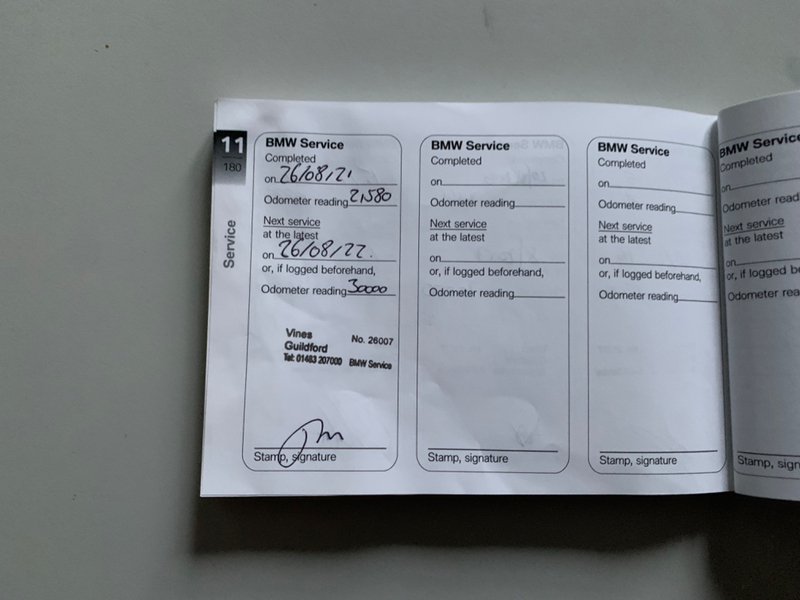 11
180
Service
BMW Service
Completed
on 26/08/21
Odometer reading 21,580
Next service
at the latest
on 26/08/22.
or, if logged beforehand,
Odometer reading 30000
Vines No. 26007
Guildford
Tel: 01483 207000 BMW Service
Stamp, signature
BMW Service
Completed
on
Odometer reading
Next service
at the latest
on
or, if logged beforehand,
Odometer reading
Stamp, signature
BMW Service
Completed
on
Odometer reading
Next service
at the latest
on
or, if logged beforehand,
Odometer reading
Stamp, signature
BMW Service
Completed
on
Odometer read
Next service
at the latest
on
or, if logged be
Odometer rea
Stamp, sign